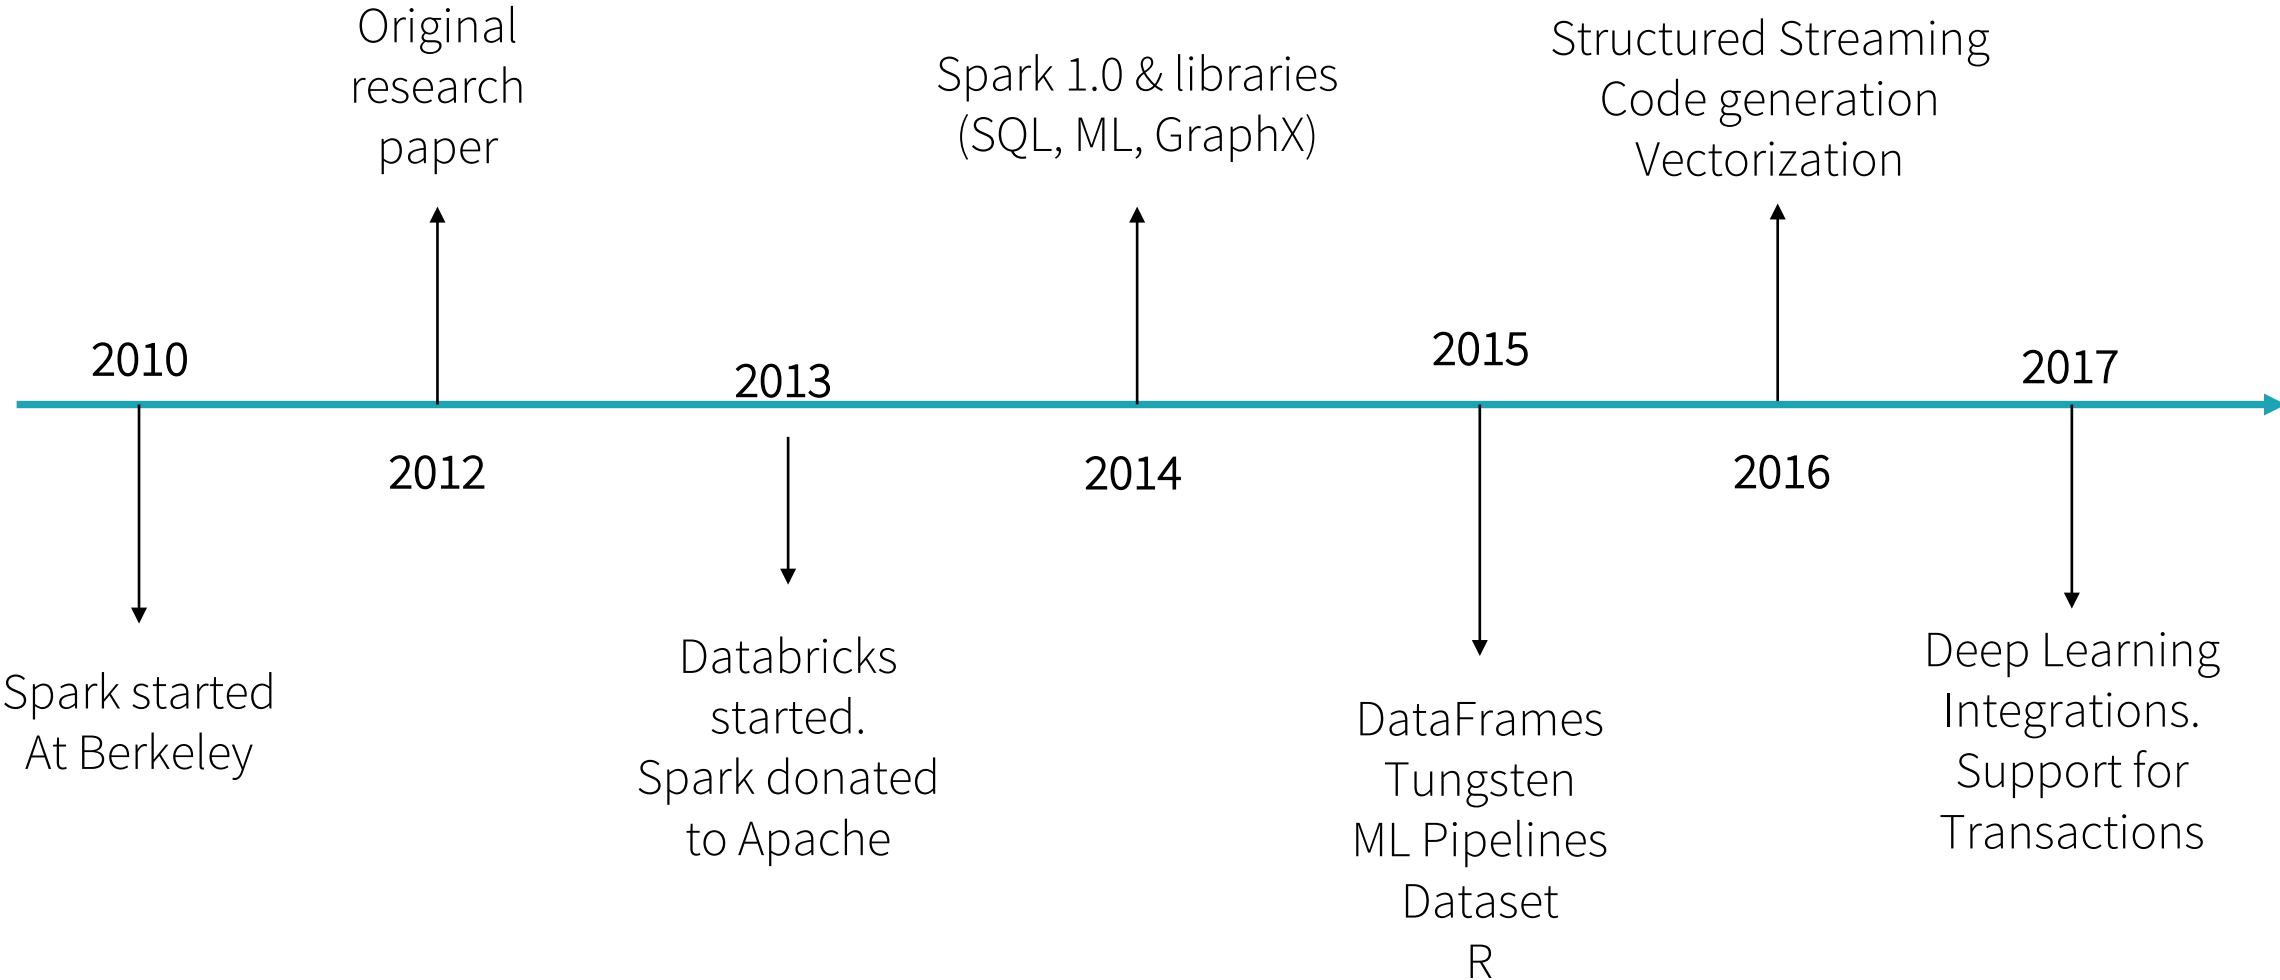 Original
research
paper
Spark 1.0 & libraries
(SQL, ML, GraphX)
Structured Streaming
Code generation
Vectorization
2010
2013
2015
2017
2012
2014
2016
Spark started
At Berkeley
Databricks
started.
Spark donated
to Apache
DataFrames
Tungsten
ML Pipelines
Dataset
R
Deep Learning
Integrations.
Support for
Transactions